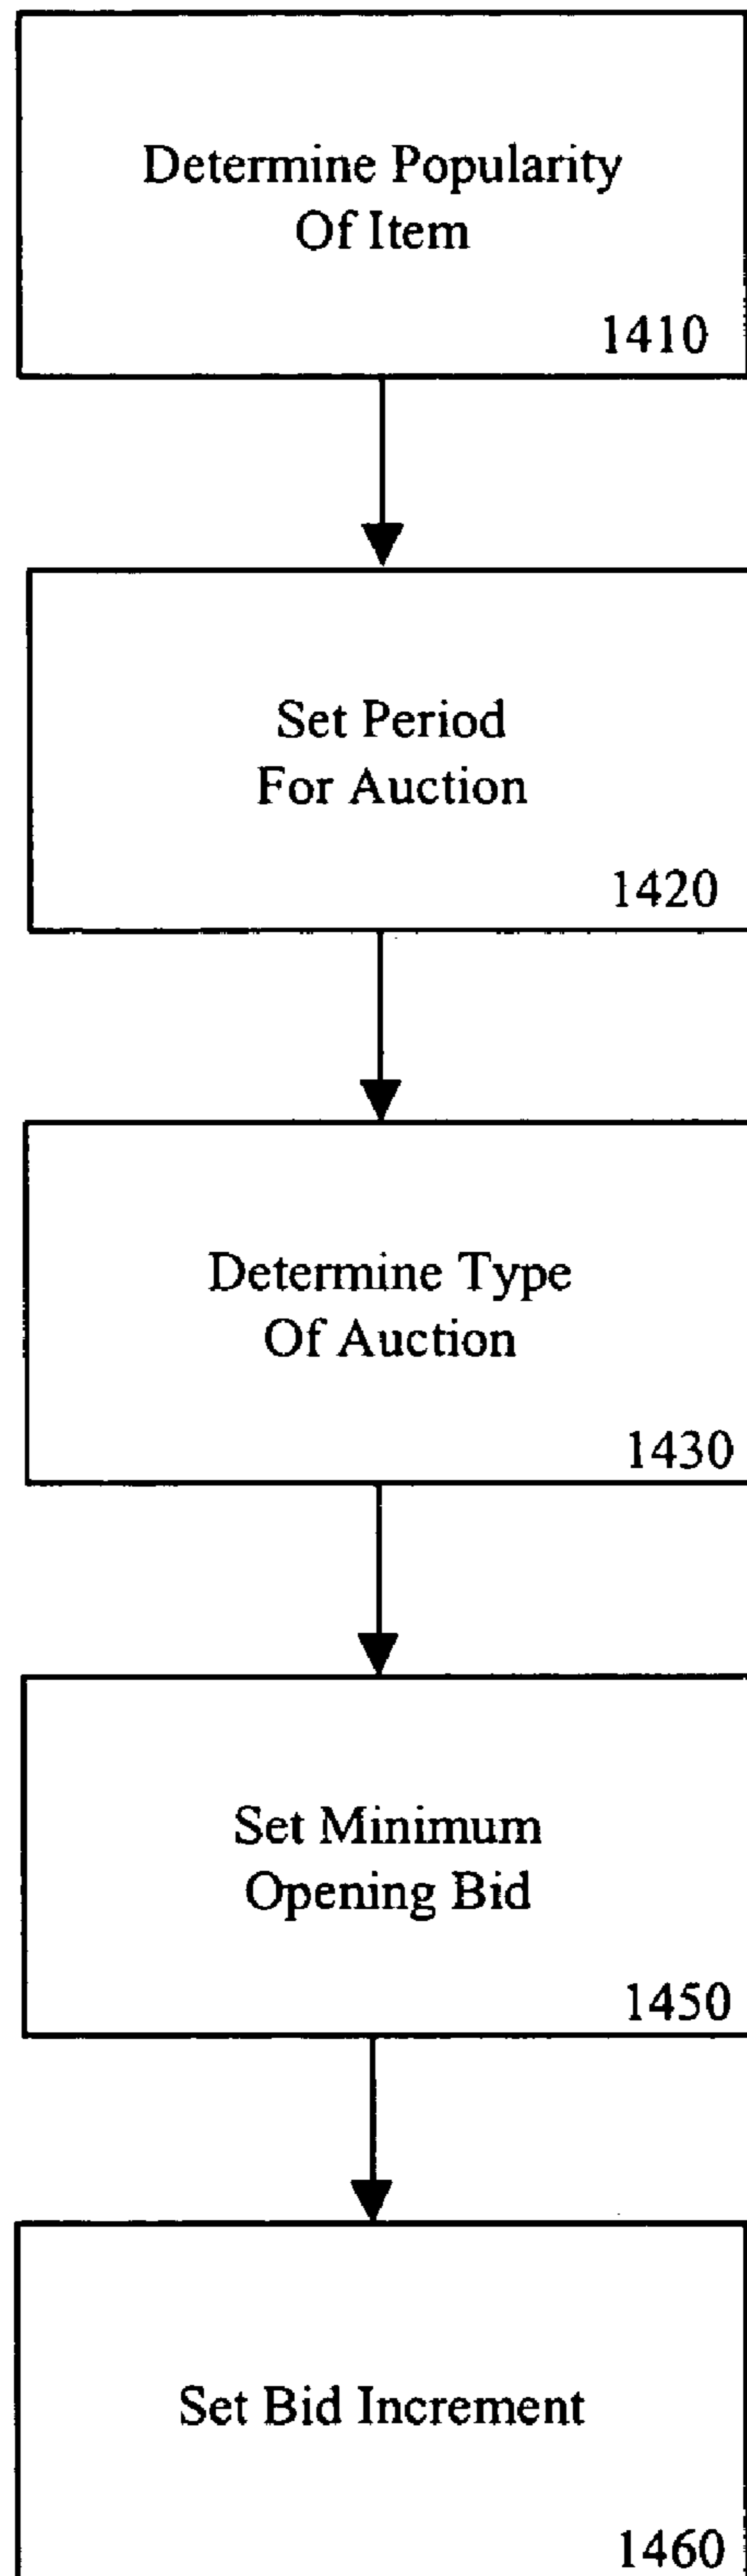 Determine Popularity
Of Item
1410
Set Period
For Auction
1420
Determine Type
Of Auction
1430
Set Minimum
Opening Bid
1450
Set Bid Increment
1460